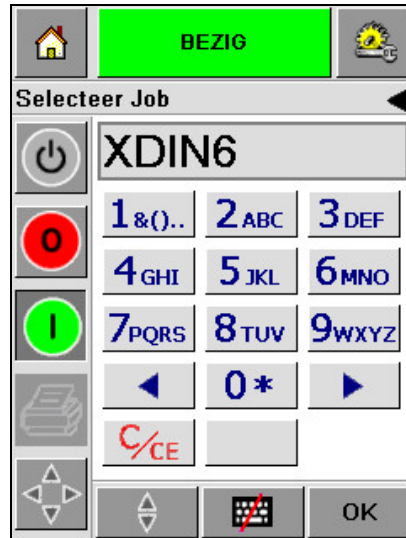 BEZIG
Selecteer Job
XDIN6
1&().. 2ABC 3DEF
O 4GHI 5JKL 6MNO
I 7PQRS 8TUV 9WXYZ
0*
C/CE
OK